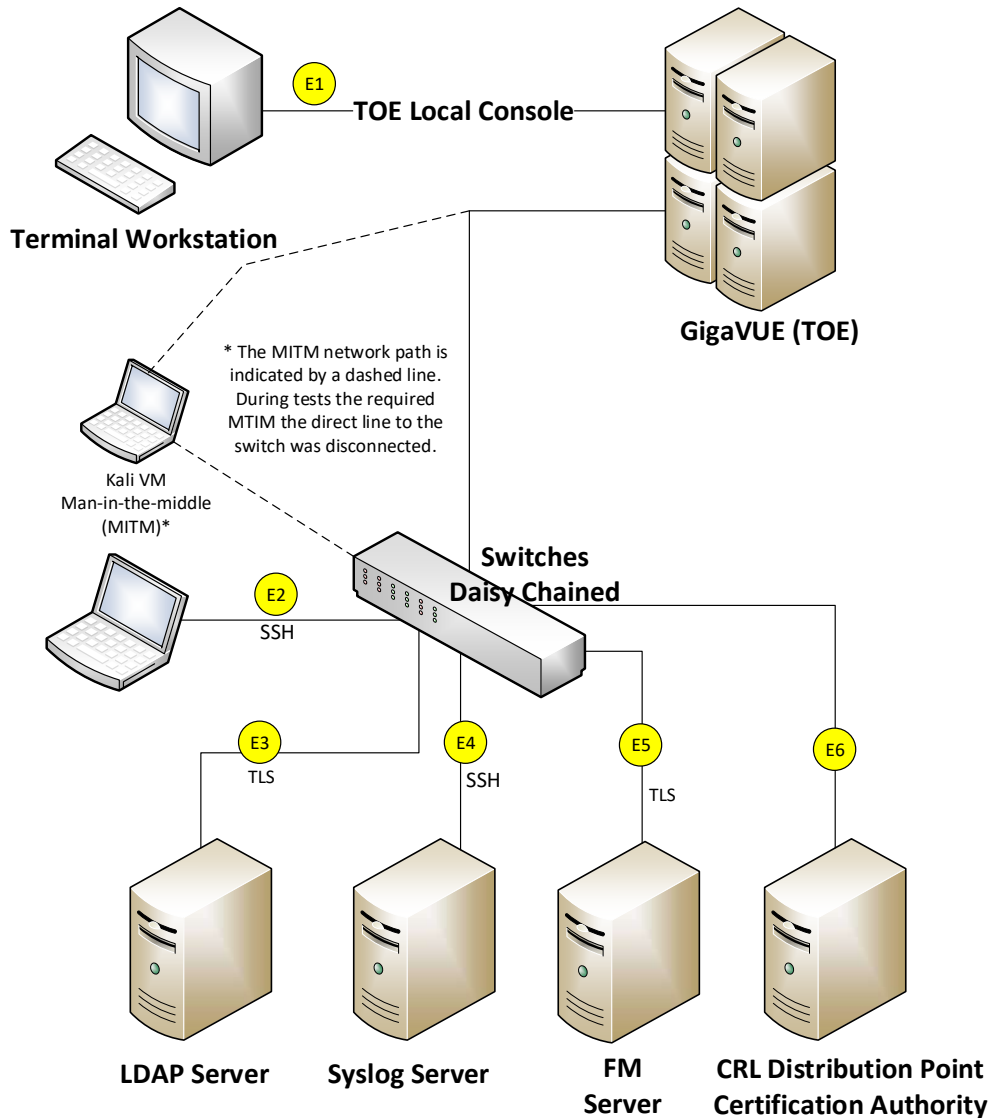 E1
TOE Local Console
Terminal Workstation
GigaVUE (TOE)
* The MITM network path is
indicated by a dashed line.
During tests the required
MTIM the direct line to the
switch was disconnected.
Kali VM
Man-in-the-middle
(MITM)*
Switches
Daisy Chained
E2
SSH
E3
TLS
E4
SSH
E5
TLS
E6
LDAP Server
Syslog Server
FM
Server
CRL Distribution Point
Certification Authority